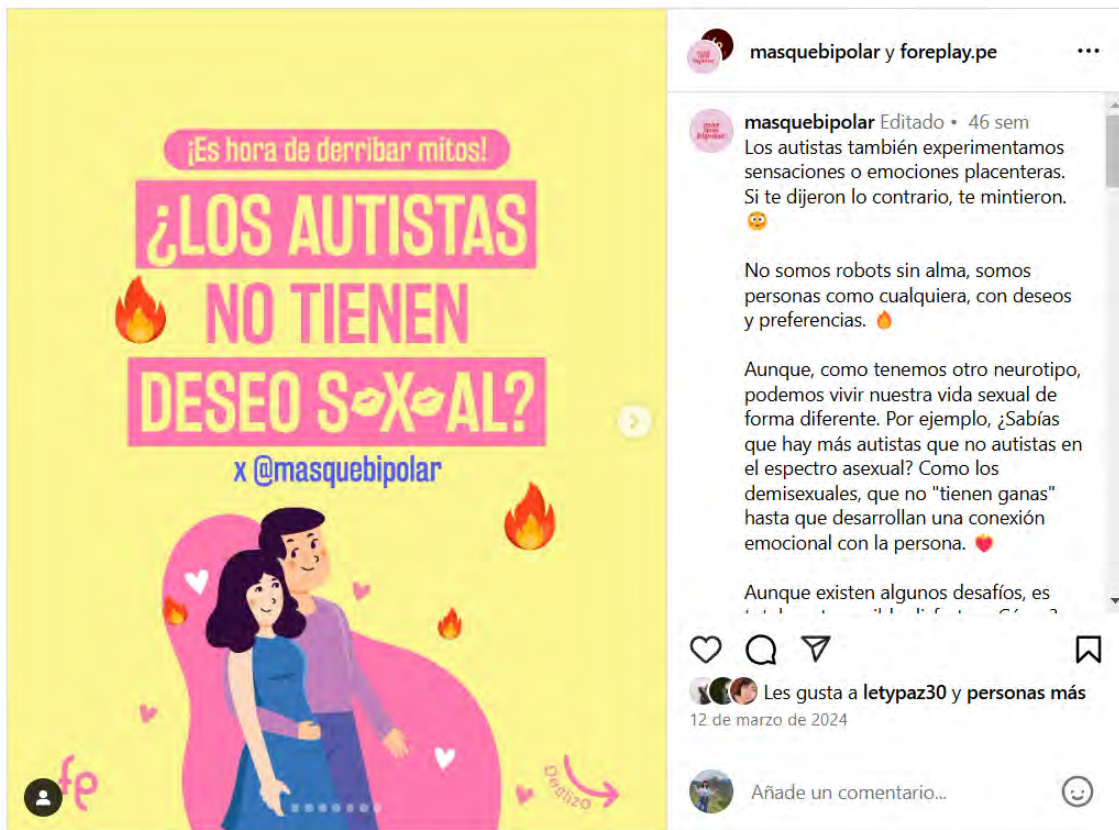 ¡Es hora de derribar mitos!
¿LOS AUTISTAS
NO TIENEN
DESEO S🫦X🫦AL?
x @masquebipolar
fp
Deslizo
masquebipolar y foreplay.pe
masquebipolar Editado • 46 sem
Los autistas también experimentamos
sensaciones o emociones placenteras.
Si te dijeron lo contrario, te mintieron.
😳
No somos robots sin alma, somos
personas como cualquiera, con deseos
y preferencias. 🔥
Aunque, como tenemos otro neurotipo,
podemos vivir nuestra vida sexual de
forma diferente. Por ejemplo, ¿Sabías
que hay más autistas que no autistas en
el espectro asexual? Como los
demisexuales, que no "tienen ganas"
hasta que desarrollan una conexión
emocional con la persona. ❤️‍🔥
Aunque existen algunos desafíos, es
Les gusta a letypaz30 y personas más
12 de marzo de 2024
Añade un comentario...